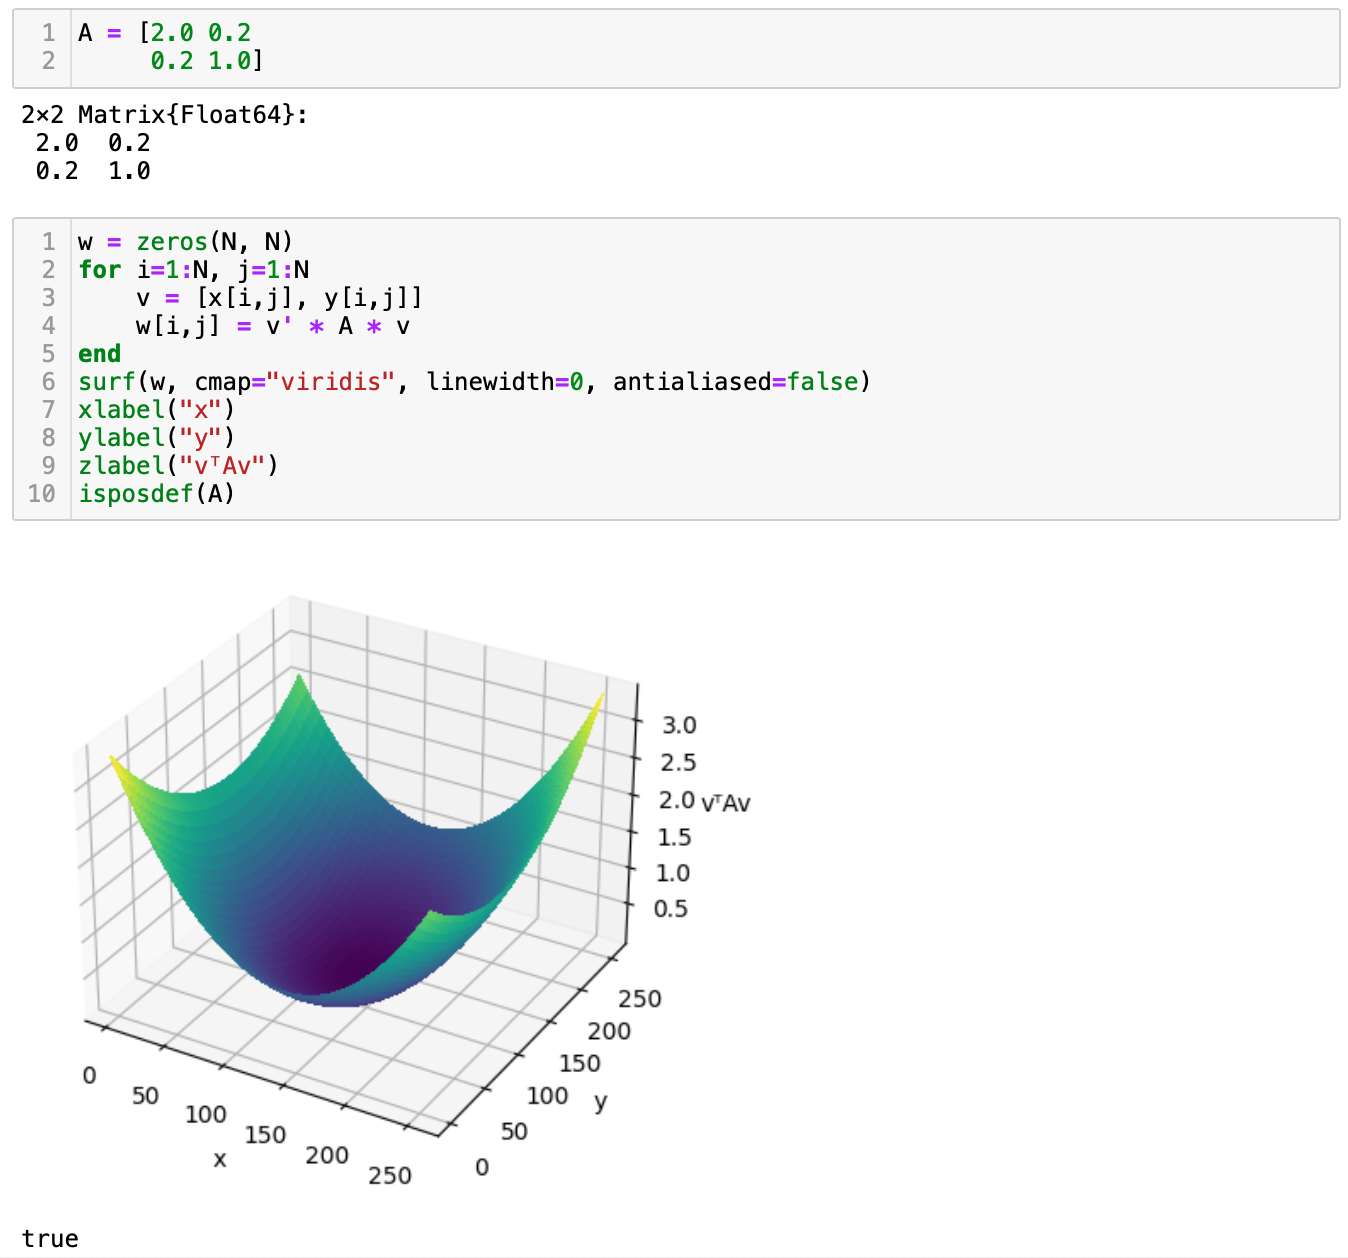 1 A = [2.0 0.2
2      0.2 1.0]
2×2 Matrix{Float64}:
 2.0  0.2
 0.2  1.0
1 w = zeros(N, N)
2 for i=1:N, j=1:N
3     v = [x[i,j], y[i,j]]
4     w[i,j] = v' * A * v
5 end
6 surf(w, cmap="viridis", linewidth=0, antialiased=false)
7 xlabel("x")
8 ylabel("y")
9 zlabel("vᵀAv")
10 isposdef(A)
3.0
2.5
2.0 vᵀAv
1.5
1.0
0.5
250
200
150
100 y
50
0
0
50
100
150
x 200
250
true